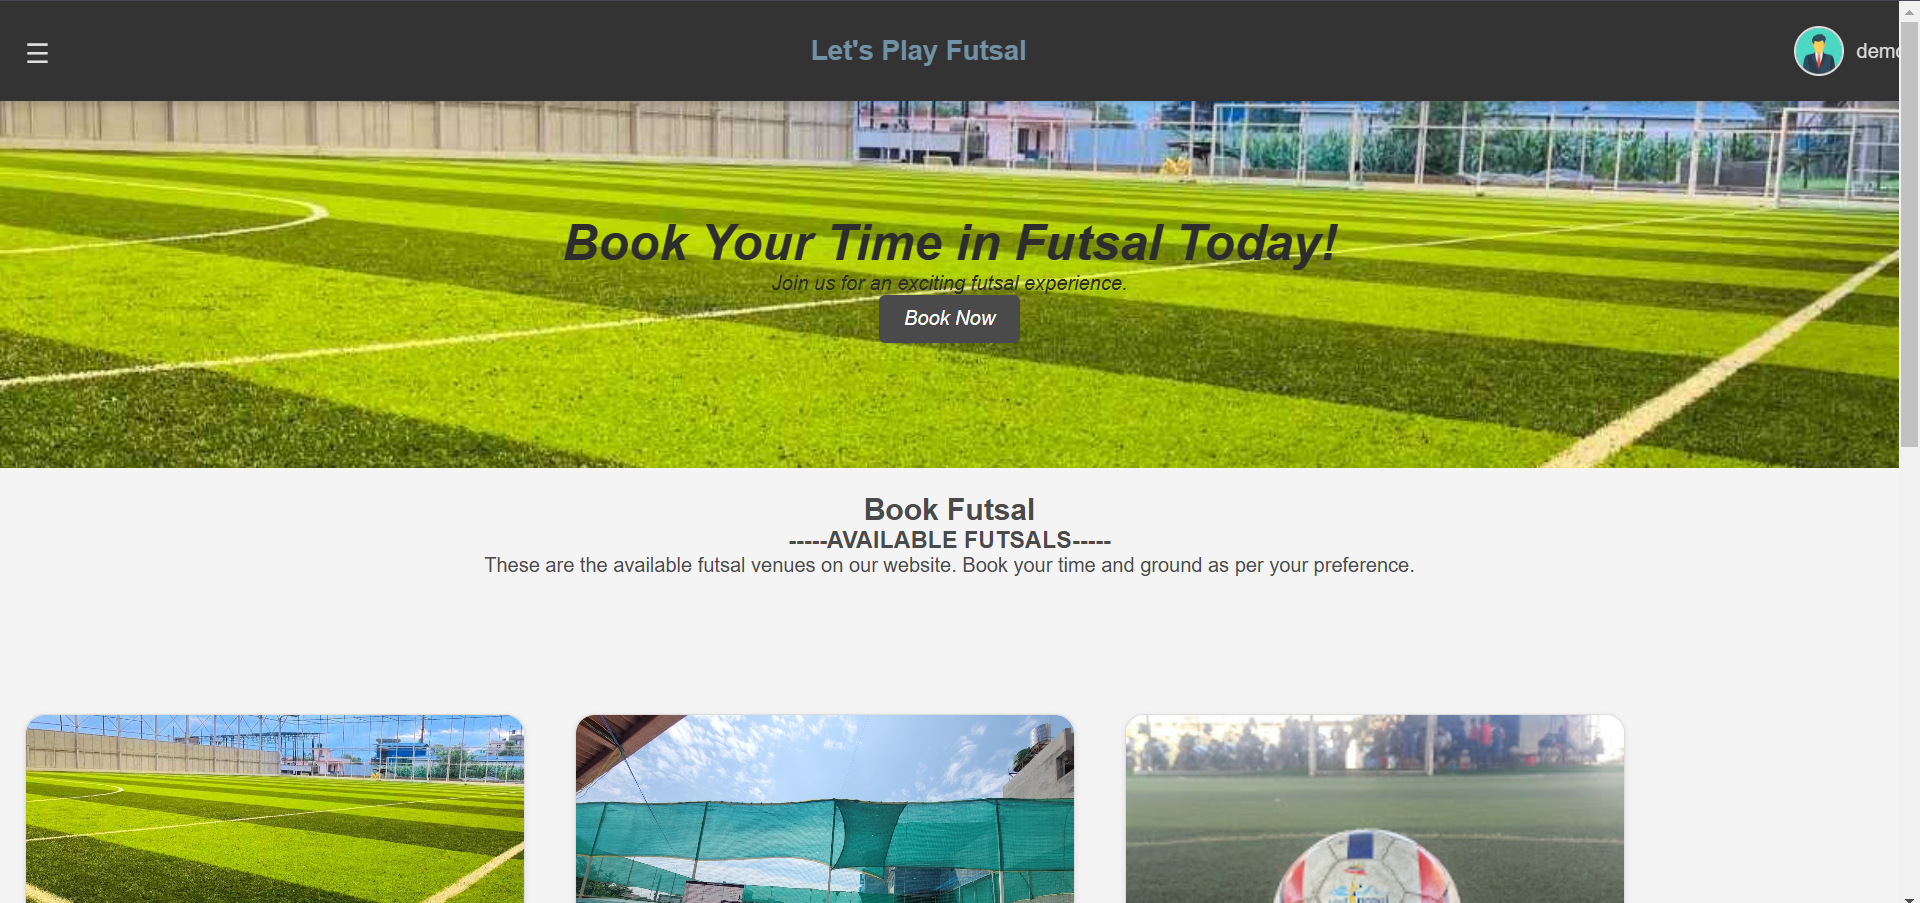 ☰
Let's Play Futsal
demo
Book Your Time in Futsal Today!
Join us for an exciting futsal experience.
Book Now
Book Futsal
-----AVAILABLE FUTSALS-----
These are the available futsal venues on our website. Book your time and ground as per your preference.